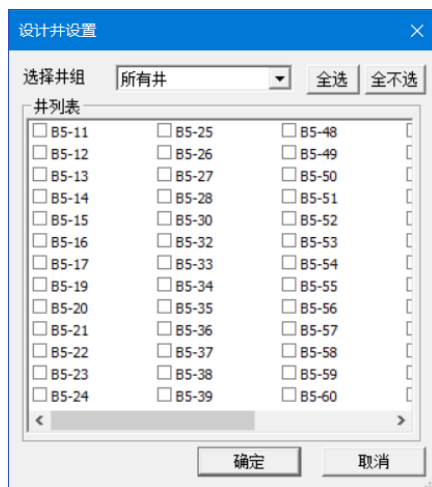 设计井设置
选择井组 所有井 全选 全不选
井列表
B5-11 B5-25 B5-48
B5-12 B5-26 B5-49
B5-13 B5-27 B5-50
B5-14 B5-28 B5-51
B5-15 B5-30 B5-52
B5-16 B5-32 B5-53
B5-17 B5-33 B5-54
B5-19 B5-34 B5-55
B5-20 B5-35 B5-56
B5-21 B5-36 B5-57
B5-22 B5-37 B5-58
B5-23 B5-38 B5-59
B5-24 B5-39 B5-60
确定 取消